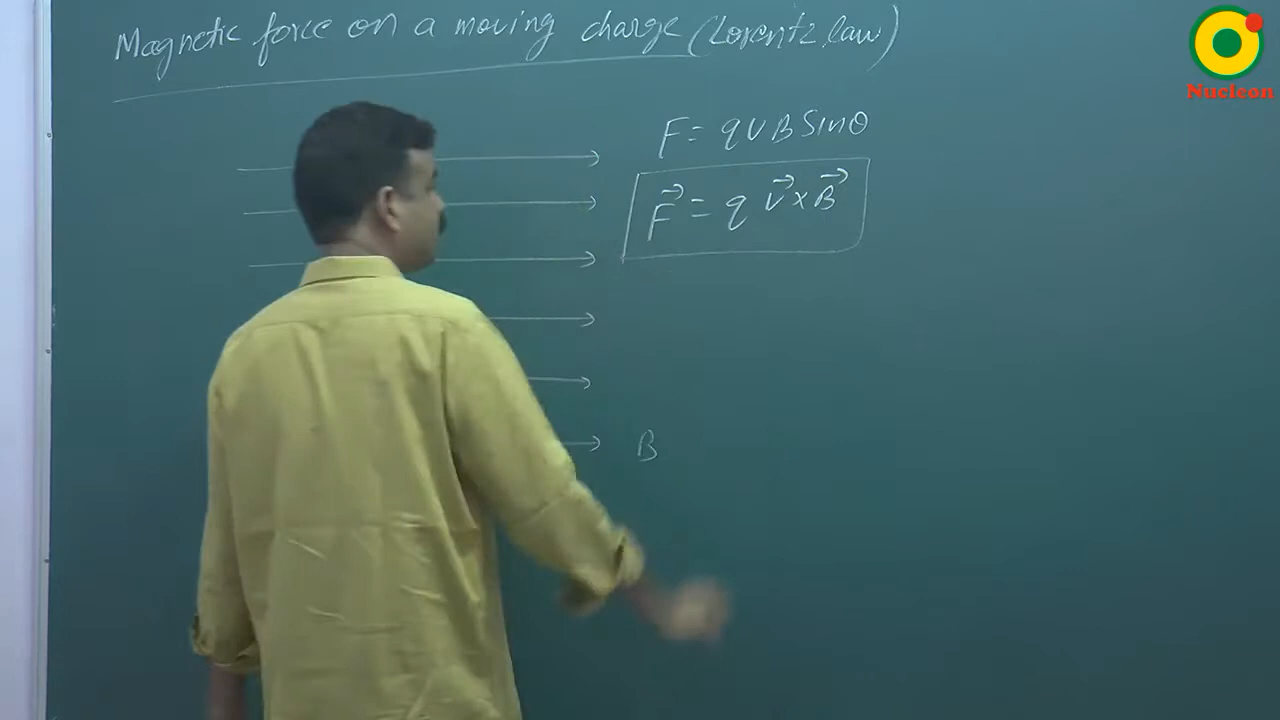 Magnetic force on a moving charge (Lorentz law)
Nucleon
F = qVB Sinθ
F⃗ = q V⃗ × B⃗
B